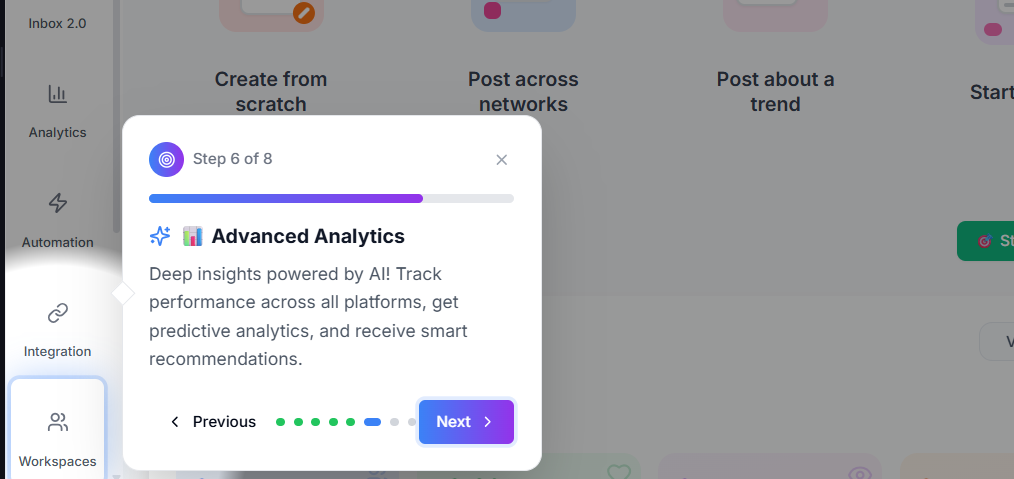 Inbox 2.0
Analytics
Automation
Integration
Workspaces
Create from
scratch
Post across
networks
Post about a
trend
Start
Step 6 of 8
Advanced Analytics
Deep insights powered by AI! Track
performance across all platforms, get
predictive analytics, and receive smart
recommendations.
Previous
Next
St
V